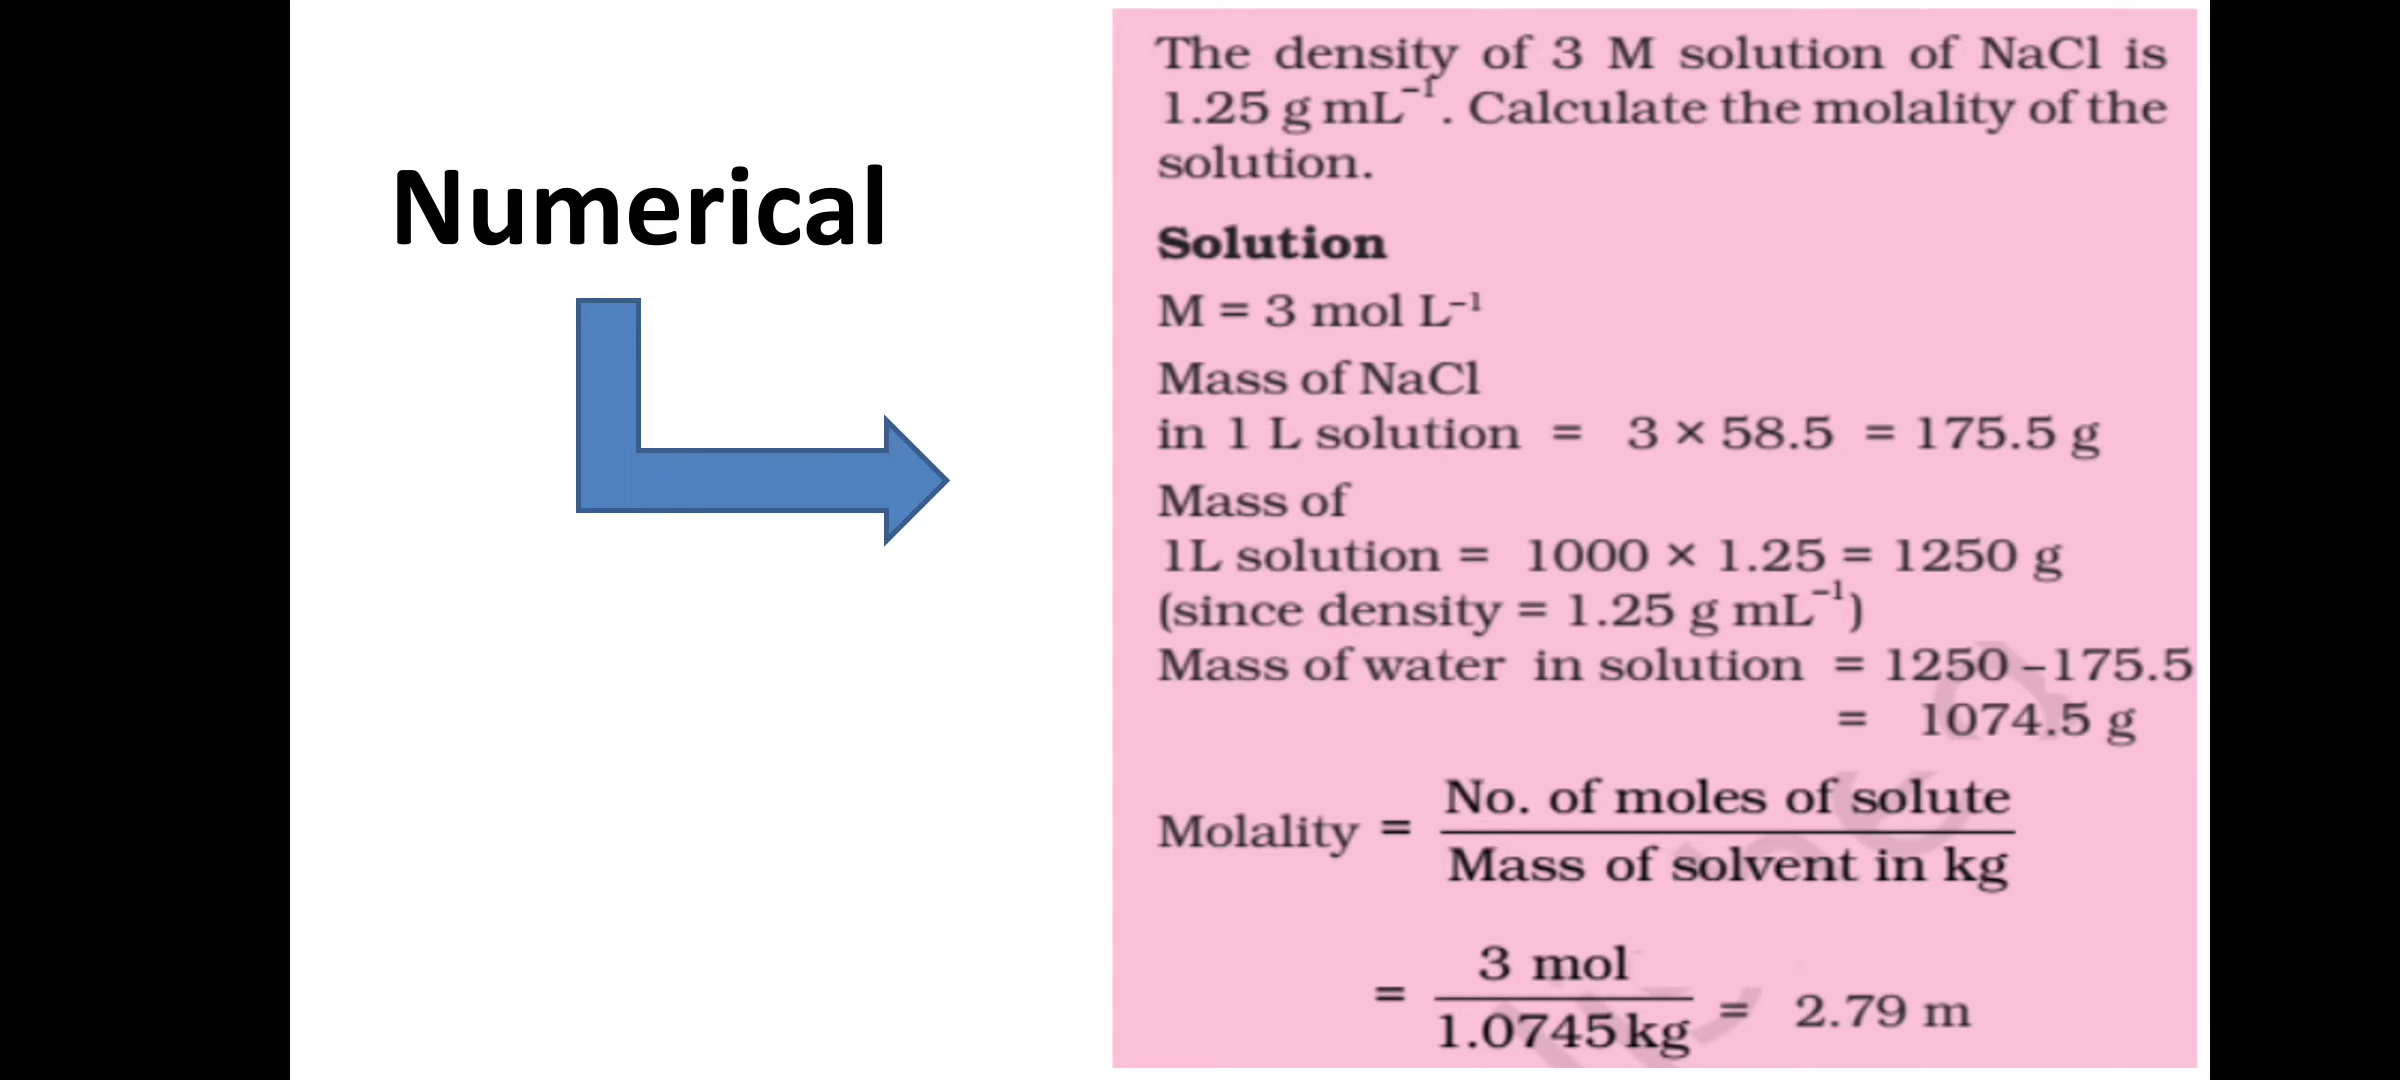 Numerical
The density of 3 M solution of NaCl is
1.25 g mL⁻¹. Calculate the molality of the
solution.
Solution
M = 3 mol L⁻¹
Mass of NaCl
in 1 L solution = 3 × 58.5 = 175.5 g
Mass of
1L solution = 1000 × 1.25 = 1250 g
(since density = 1.25 g mL⁻¹)
Mass of water in solution = 1250 –175.5
= 1074.5 g
Molality = No. of moles of solute
Mass of solvent in kg
= 3 mol
1.0745 kg = 2.79 m